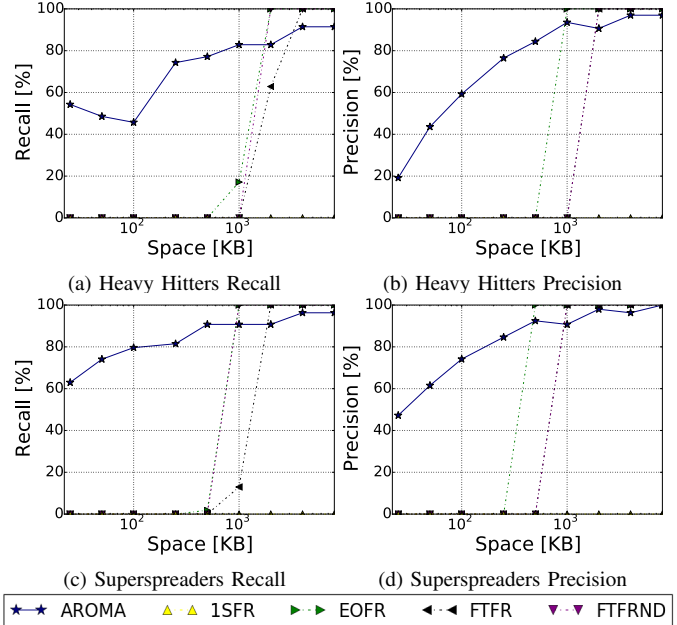 100
80
60
40
20
0
Recall [%]
10²
10³
Space [KB]
(a) Heavy Hitters Recall
100
80
60
40
20
0
Precision [%]
10²
10³
Space [KB]
(b) Heavy Hitters Precision
100
80
60
40
20
0
Recall [%]
10²
10³
Space [KB]
(c) Superspreaders Recall
100
80
60
40
20
0
Precision [%]
10²
10³
Space [KB]
(d) Superspreaders Precision
AROMA 1SFR EOFR FTFR FTFRND